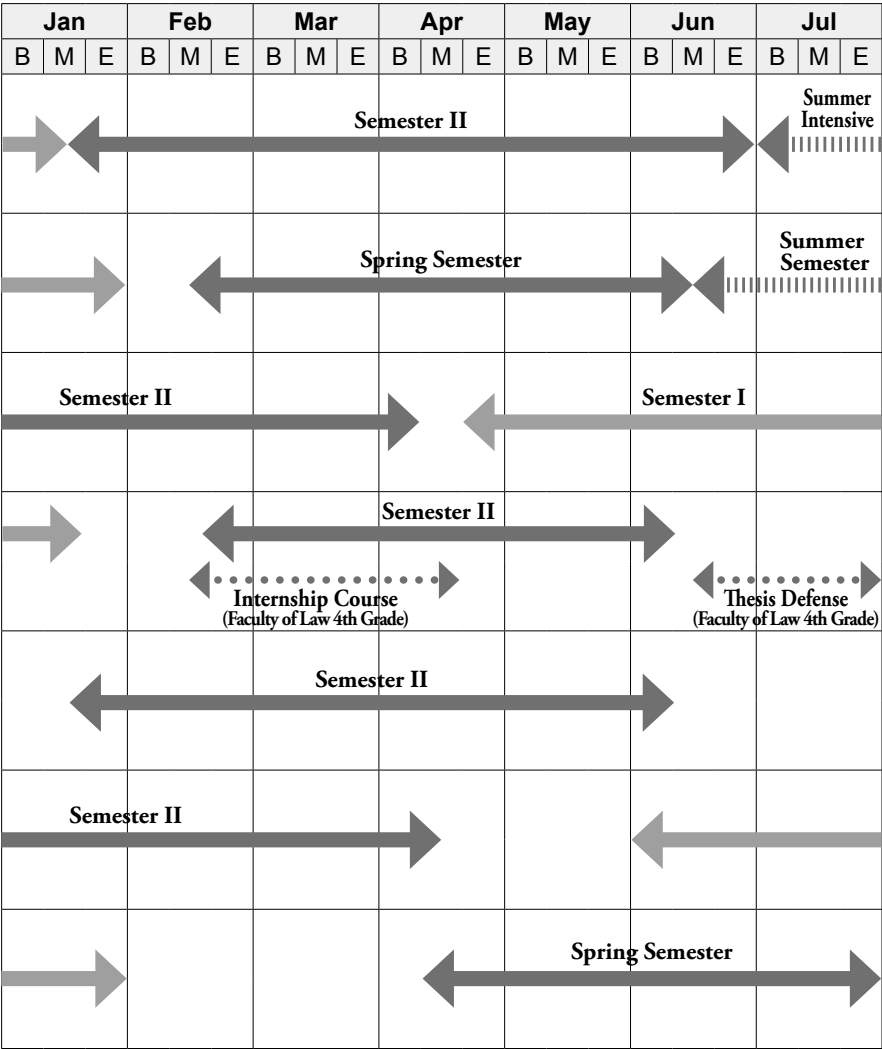 Jan Feb Mar Apr May Jun Jul
B M E B M E B M E B M E B M E B M E B M E
Semester II
Summer
Intensive
Spring Semester
Summer
Semester
Semester II
Semester I
Semester II
Internship Course
(Faculty of Law 4th Grade)
Thesis Defense
(Faculty of Law 4th Grade)
Semester II
Semester II
Spring Semester